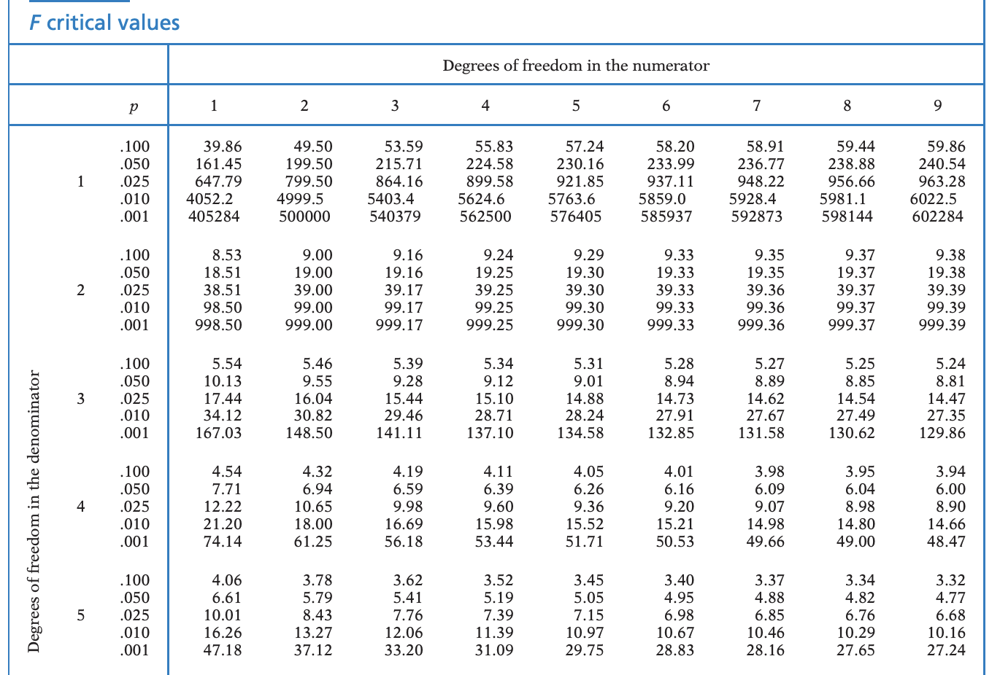 F critical values
Degrees of freedom in the numerator
p 1 2 3 4 5 6 7 8 9
.100 39.86 49.50 53.59 55.83 57.24 58.20 58.91 59.44 59.86
.050 161.45 199.50 215.71 224.58 230.16 233.99 236.77 238.88 240.54
1 .025 647.79 799.50 864.16 899.58 921.85 937.11 948.22 956.66 963.28
.010 4052.2 4999.5 5403.4 5624.6 5763.6 5859.0 5928.4 5981.1 6022.5
.001 405284 500000 540379 562500 576405 585937 592873 598144 602284
.100 8.53 9.00 9.16 9.24 9.29 9.33 9.35 9.37 9.38
.050 18.51 19.00 19.16 19.25 19.30 19.33 19.35 19.37 19.38
2 .025 38.51 39.00 39.17 39.25 39.30 39.33 39.36 39.37 39.39
.010 98.50 99.00 99.17 99.25 99.30 99.33 99.36 99.37 99.39
.001 998.50 999.00 999.17 999.25 999.30 999.33 999.36 999.37 999.39
.100 5.54 5.46 5.39 5.34 5.31 5.28 5.27 5.25 5.24
.050 10.13 9.55 9.28 9.12 9.01 8.94 8.89 8.85 8.81
3 .025 17.44 16.04 15.44 15.10 14.88 14.73 14.62 14.54 14.47
.010 34.12 30.82 29.46 28.71 28.24 27.91 27.67 27.49 27.35
.001 167.03 148.50 141.11 137.10 134.58 132.85 131.58 130.62 129.86
.100 4.54 4.32 4.19 4.11 4.05 4.01 3.98 3.95 3.94
.050 7.71 6.94 6.59 6.39 6.26 6.16 6.09 6.04 6.00
4 .025 12.22 10.65 9.98 9.60 9.36 9.20 9.07 8.98 8.90
.010 21.20 18.00 16.69 15.98 15.52 15.21 14.98 14.80 14.66
.001 74.14 61.25 56.18 53.44 51.71 50.53 49.66 49.00 48.47
.100 4.06 3.78 3.62 3.52 3.45 3.40 3.37 3.34 3.32
.050 6.61 5.79 5.41 5.19 5.05 4.95 4.88 4.82 4.77
5 .025 10.01 8.43 7.76 7.39 7.15 6.98 6.85 6.76 6.68
.010 16.26 13.27 12.06 11.39 10.97 10.67 10.46 10.29 10.16
.001 47.18 37.12 33.20 31.09 29.75 28.83 28.16 27.65 27.24
Degrees of freedom in the denominator